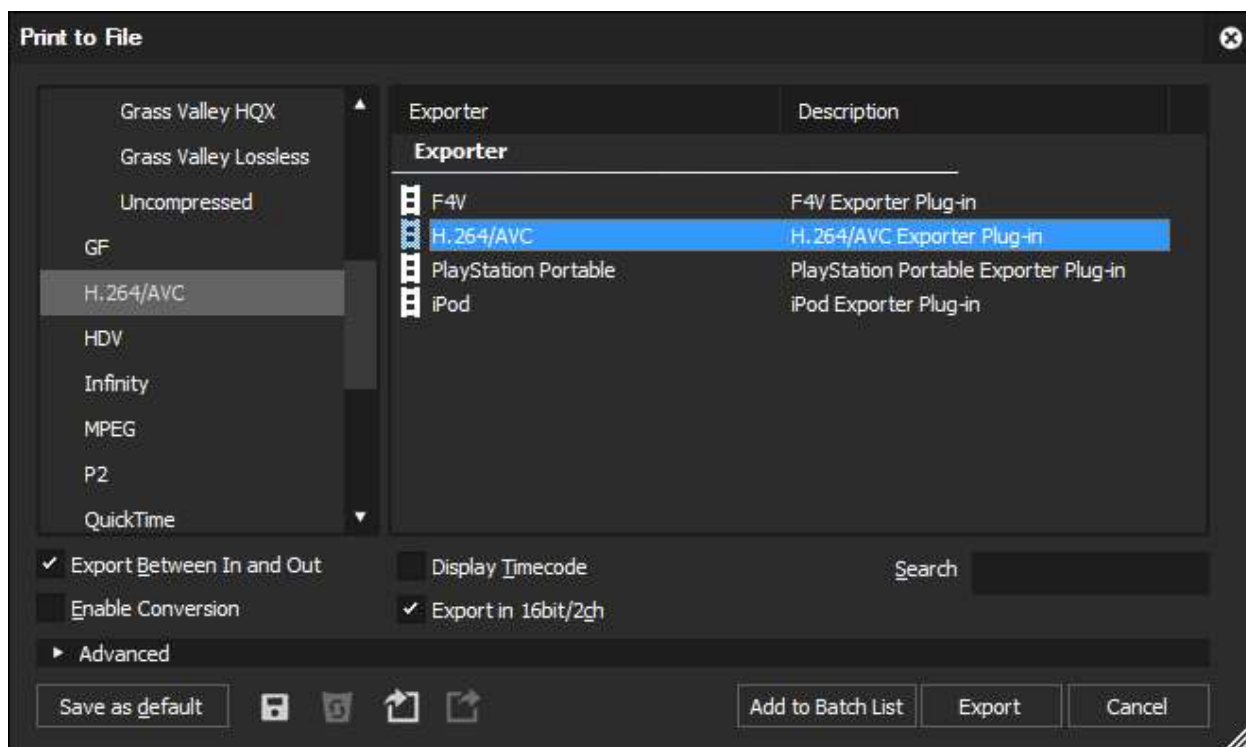 Print to File
Grass Valley HQX
Grass Valley Lossless
Uncompressed
GF
H.264/AVC
HDV
Infinity
MPEG
P2
QuickTime
Exporter Description
Exporter
F4V F4V Exporter Plug-in
H.264/AVC H.264/AVC Exporter Plug-in
PlayStation Portable PlayStation Portable Exporter Plug-in
iPod iPod Exporter Plug-in
Export Between In and Out Display Timecode Search
Enable Conversion Export in 16bit/2ch
Advanced
Save as default Add to Batch List Export Cancel